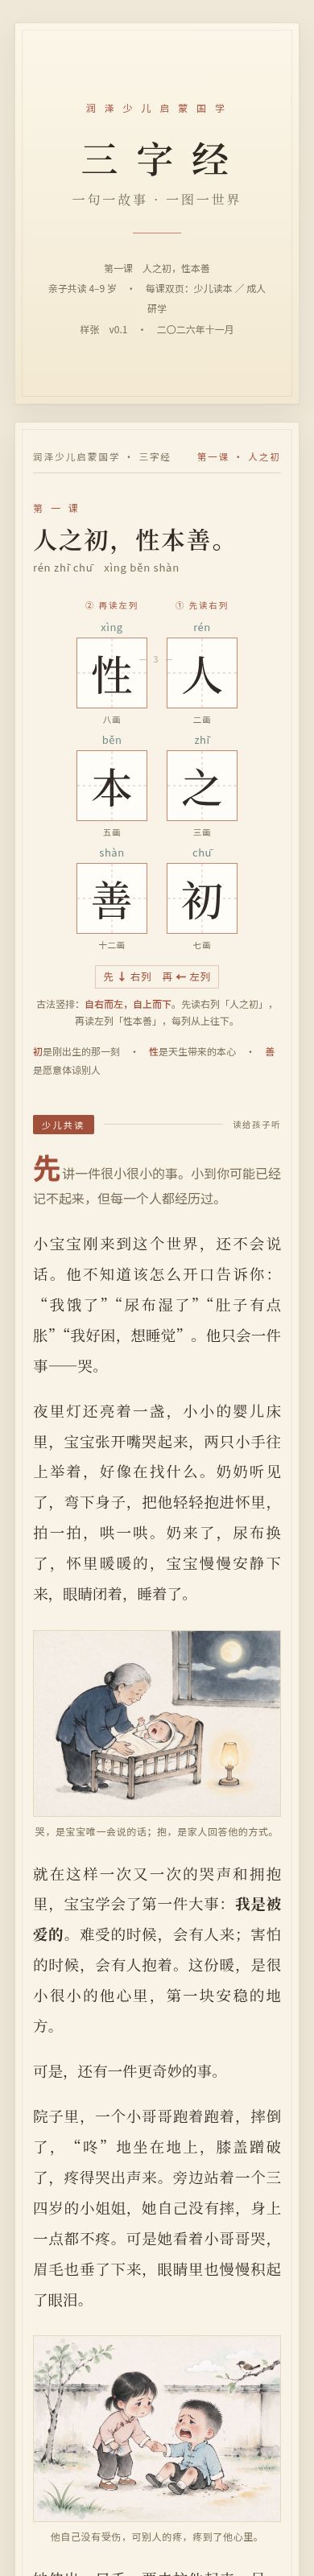 润泽少儿启蒙国学
三字经
一句一故事 · 一图一世界
第一课 人之初，性本善
亲子共读 4–9 岁 • 每课双页：少儿读本 ／ 成人
研学
样张 v0.1 • 二〇二六年十一月
润泽少儿启蒙国学 • 三字经 第一课 • 人之初
第一课
人之初，性本善。
rén zhī chū xìng běn shàn
② 再读左列 ① 先读右列
xìng rén
性 3 人
八画 二画
běn zhī
本 之
五画 三画
shàn chū
善 初
十二画 七画
先 ↓ 右列 再 ← 左列
古法竖排：自右而左，自上而下。先读右列「人之初」，
再读左列「性本善」，每列从上往下。
初是刚出生的那一刻 • 性是天生带来的本心 • 善
是愿意体谅别人
少儿共读 读给孩子听
先讲一件很小很小的事。小到你可能已经
记不起来，但每一个人都经历过。
小宝宝刚来到这个世界，还不会说
话。他不知道该怎么开口告诉你：
“我饿了”“尿布湿了”“肚子有点
胀”“我好困，想睡觉”。他只会一件
事——哭。
夜里灯还亮着一盏，小小的婴儿床
里，宝宝张开嘴哭起来，两只小手往
上举着，好像在找什么。奶奶听见
了，弯下身子，把他轻轻抱进怀里，
拍一拍，哄一哄。奶来了，尿布换
了，怀里暖暖的，宝宝慢慢安静下
来，眼睛闭着，睡着了。
哭，是宝宝唯一会说的话；抱，是家人回答他的方式。
就在这样一次又一次的哭声和拥抱
里，宝宝学会了第一件大事：我是被
爱的。难受的时候，会有人来；害怕
的时候，会有人抱着。这份暖，是很
小很小的他心里，第一块安稳的地
方。
可是，还有一件更奇妙的事。
院子里，一个小哥哥跑着跑着，摔倒
了，“咚”地坐在地上，膝盖蹭破
了，疼得哭出声来。旁边站着一个三
四岁的小姐姐，她自己没有摔，身上
一点都不疼。可是她看着小哥哥哭，
眉毛也垂了下来，眼睛里也慢慢积起
了眼泪。
他自己没有受伤，可别人的疼，疼到了他心里。